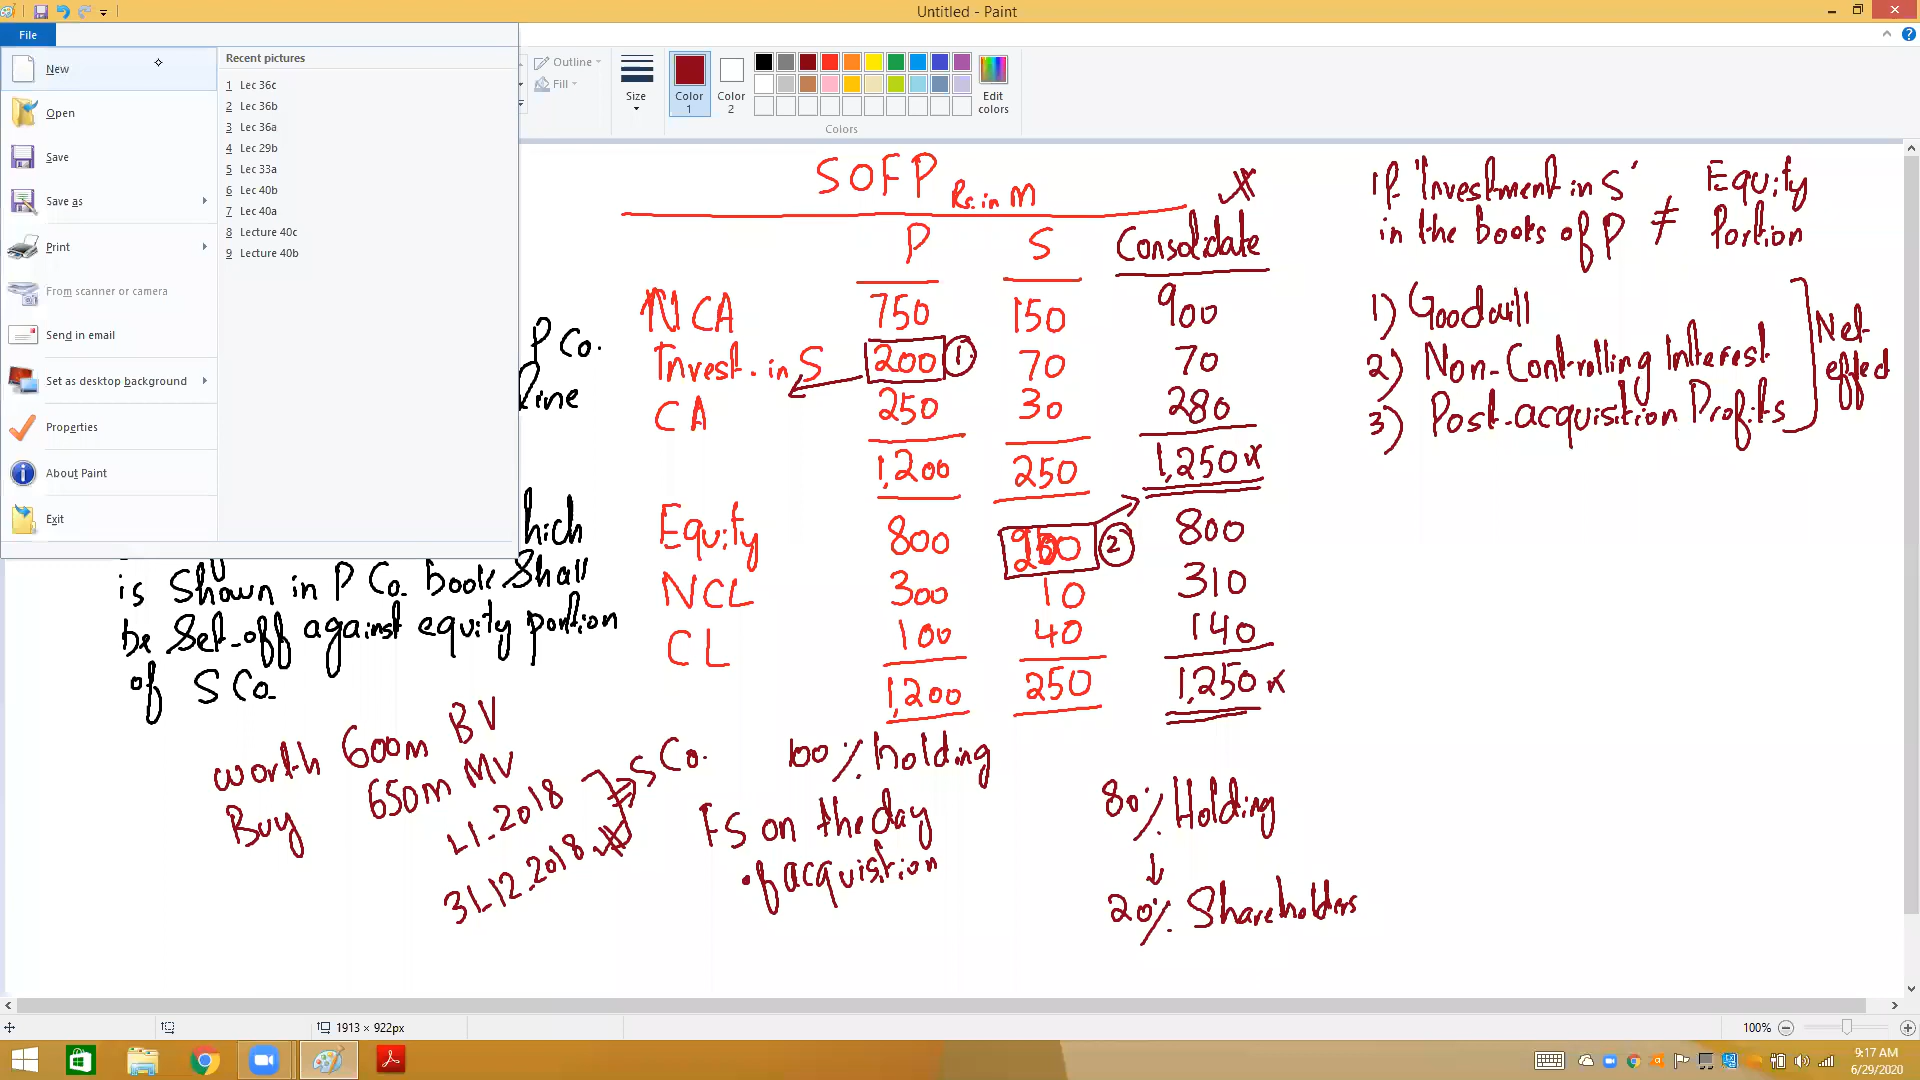 Untitled - Paint
File
New
Open
Save
Save as
Print
From scanner or camera
Send in email
Set as desktop background
Properties
About Paint
Exit
Recent pictures
1 Lec 36c
2 Lec 36b
3 Lec 36a
4 Lec 29b
5 Lec 33a
6 Lec 40b
7 Lec 40a
8 Lecture 40c
9 Lecture 40b
Outline
Fill
Size
Color 1
Color 2
Edit colors
Colors
P Co.
line
hich
is Shown in P Co. books Shall
be Set-off against equity portion
of S Co.
SOFP Rs. in M
P S Consolidate
NCA 750 150 900
Invest. in S 200 1 70 70
CA 250 30 280
1,200 250 1,250
Equity 800 2 800
NCL 300 10 310
CL 100 40 140
1,200 250 1,250
If "Investment in S" Equity
in the books of P ≠ Portion
1) Goodwill
2) Non-Controlling Interest
3) Post-acquisition Profits
Net
effect
worth 600m BV
Buy 650m MV
1.1.2018
31.12.2018
S Co.
100% holding
FS on the day
of acquisition
80% Holding
↓
20% Shareholders
1913 × 922px
100%
9:17 AM
6/29/2020